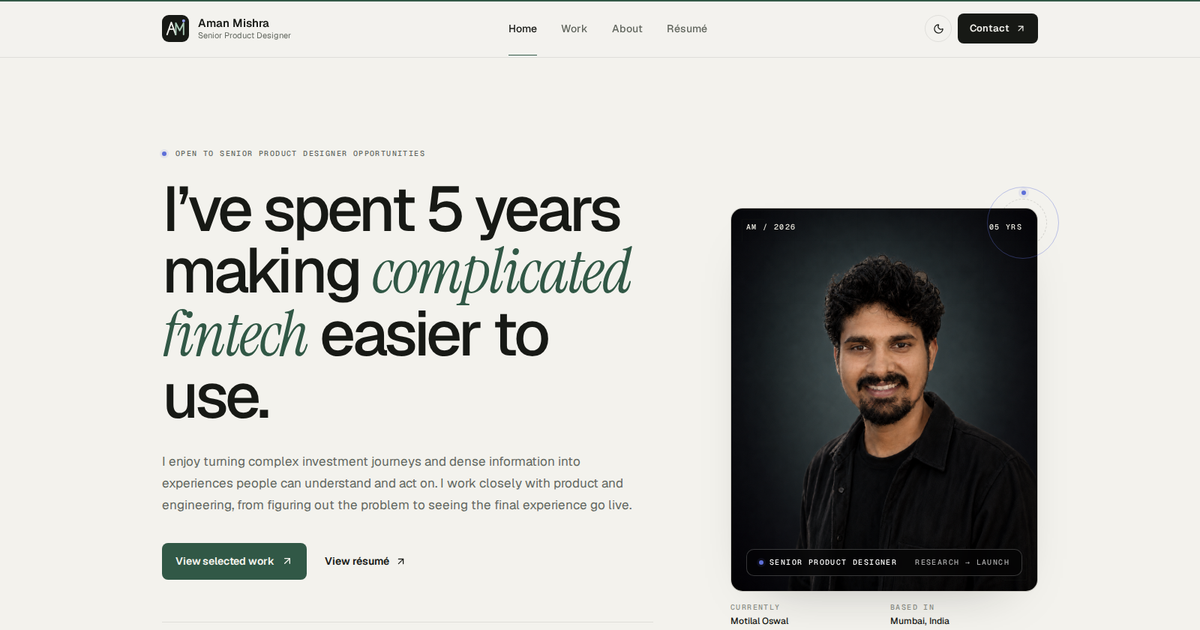 AM
Aman Mishra
Senior Product Designer
Home
Work
About
Résumé
Contact ↗
OPEN TO SENIOR PRODUCT DESIGNER OPPORTUNITIES
I’ve spent 5 years
making complicated
fintech easier to
use.
I enjoy turning complex investment journeys and dense information into
experiences people can understand and act on. I work closely with product and
engineering, from figuring out the problem to seeing the final experience go live.
View selected work ↗
View résumé ↗
AM / 2026
05 YRS
SENIOR PRODUCT DESIGNER
RESEARCH → LAUNCH
CURRENTLY
Motilal Oswal
BASED IN
Mumbai, India